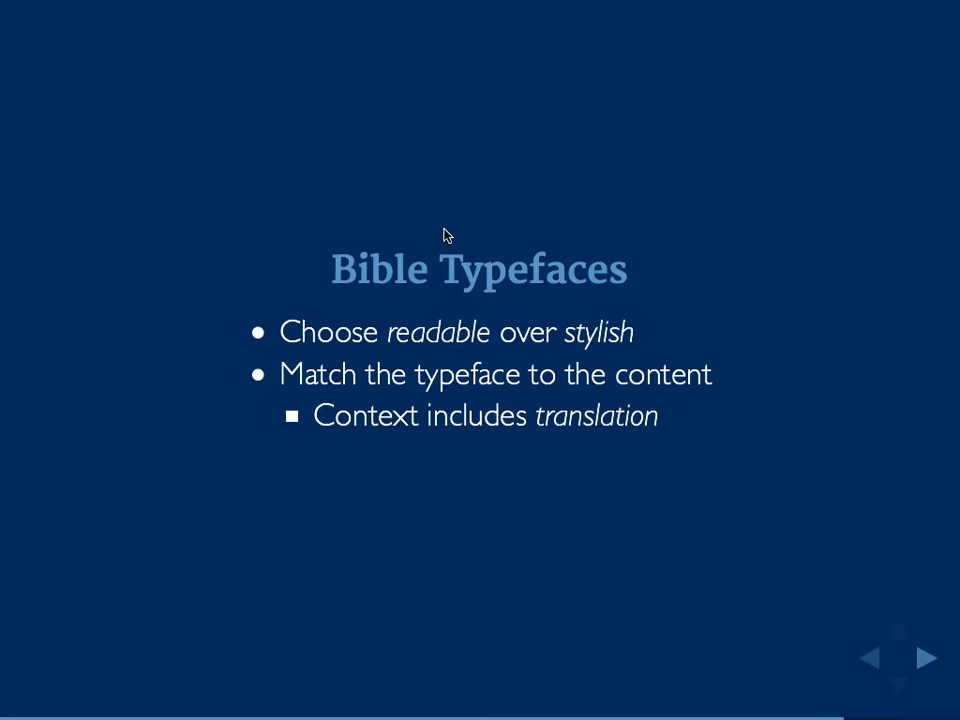 Bible Typefaces
Choose readable over stylish
Match the typeface to the content
Context includes translation